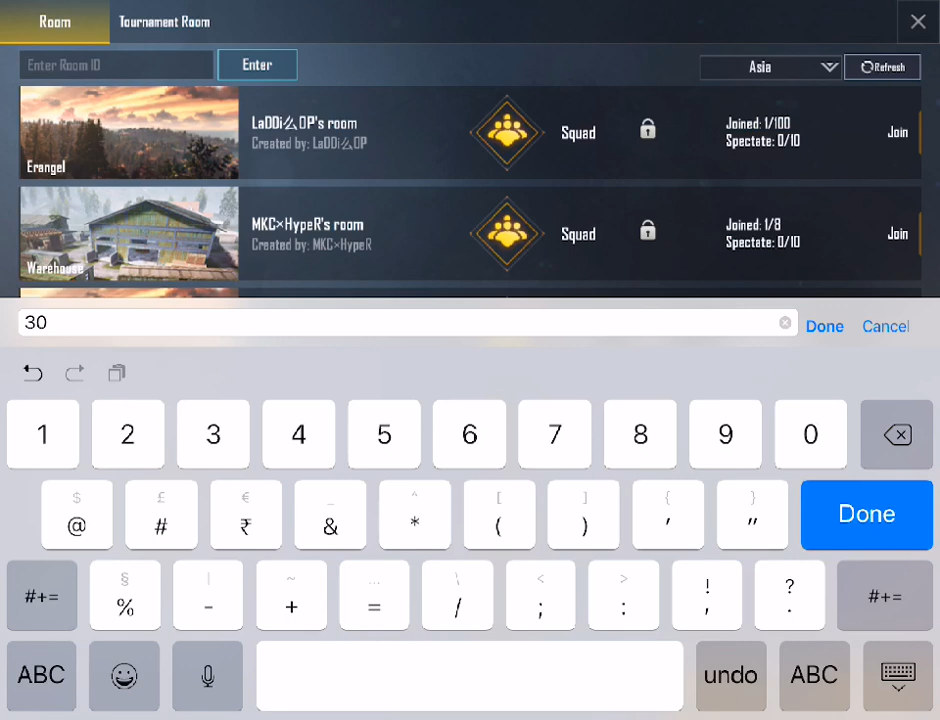 Room
Tournament Room
Enter Room ID
Enter
Asia
Refresh
LaDDi么OP's room
Created by: LaDDi么OP
Squad
Joined: 1/100
Spectate: 0/10
Join
Erangel
MKC×HypeR's room
Created by: MKC×HypeR
Squad
Joined: 1/8
Spectate: 0/10
Join
Warehouse
30
Done
Cancel
1 2 3 4 5 6 7 8 9 0
$ £ € _ ^ [ ] { }
@ # ₹ & * ( ) ' "
Done
§ | ~ … \ < > ! ?
#+= % - + = / ; : , . #+=
ABC
undo
ABC